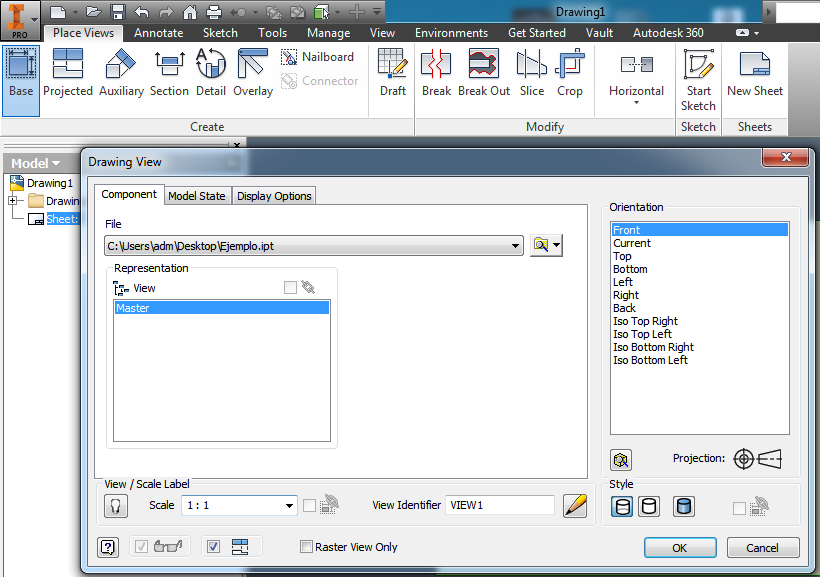 Drawing1
PRO
Place Views Annotate Sketch Tools Manage View Environments Get Started Vault Autodesk 360
Base Projected Auxiliary Section Detail Overlay
Nailboard
Connector
Draft Break Break Out Slice Crop Horizontal
Start Sketch
New Sheet
Create Modify Sketch Sheets
Model
Drawing1
Drawin
Sheet:
Drawing View
Component Model State Display Options
File
C:\Users\adm\Desktop\Ejemplo.ipt
Representation
View
Master
Orientation
Front
Current
Top
Bottom
Left
Right
Back
Iso Top Right
Iso Top Left
Iso Bottom Right
Iso Bottom Left
Projection:
View / Scale Label
Scale 1 : 1 View Identifier VIEW1
Style
Raster View Only
OK Cancel